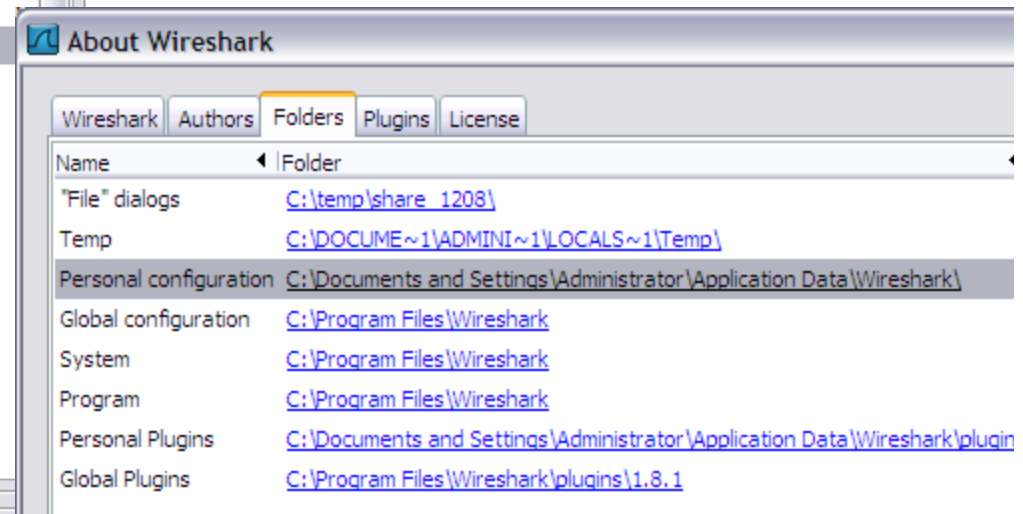 About Wireshark
Wireshark Authors Folders Plugins License
Name Folder
"File" dialogs C:\temp\share_1208\
Temp C:\DOCUME~1\ADMINI~1\LOCALS~1\Temp\
Personal configuration C:\Documents and Settings\Administrator\Application Data\Wireshark\
Global configuration C:\Program Files\Wireshark
System C:\Program Files\Wireshark
Program C:\Program Files\Wireshark
Personal Plugins C:\Documents and Settings\Administrator\Application Data\Wireshark\plugin
Global Plugins C:\Program Files\Wireshark\plugins\1.8.1